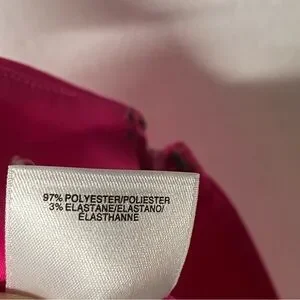 97% POLYESTER/POLIESTER
3% ELASTANE/ELASTANO/
ÉLASTHANNE